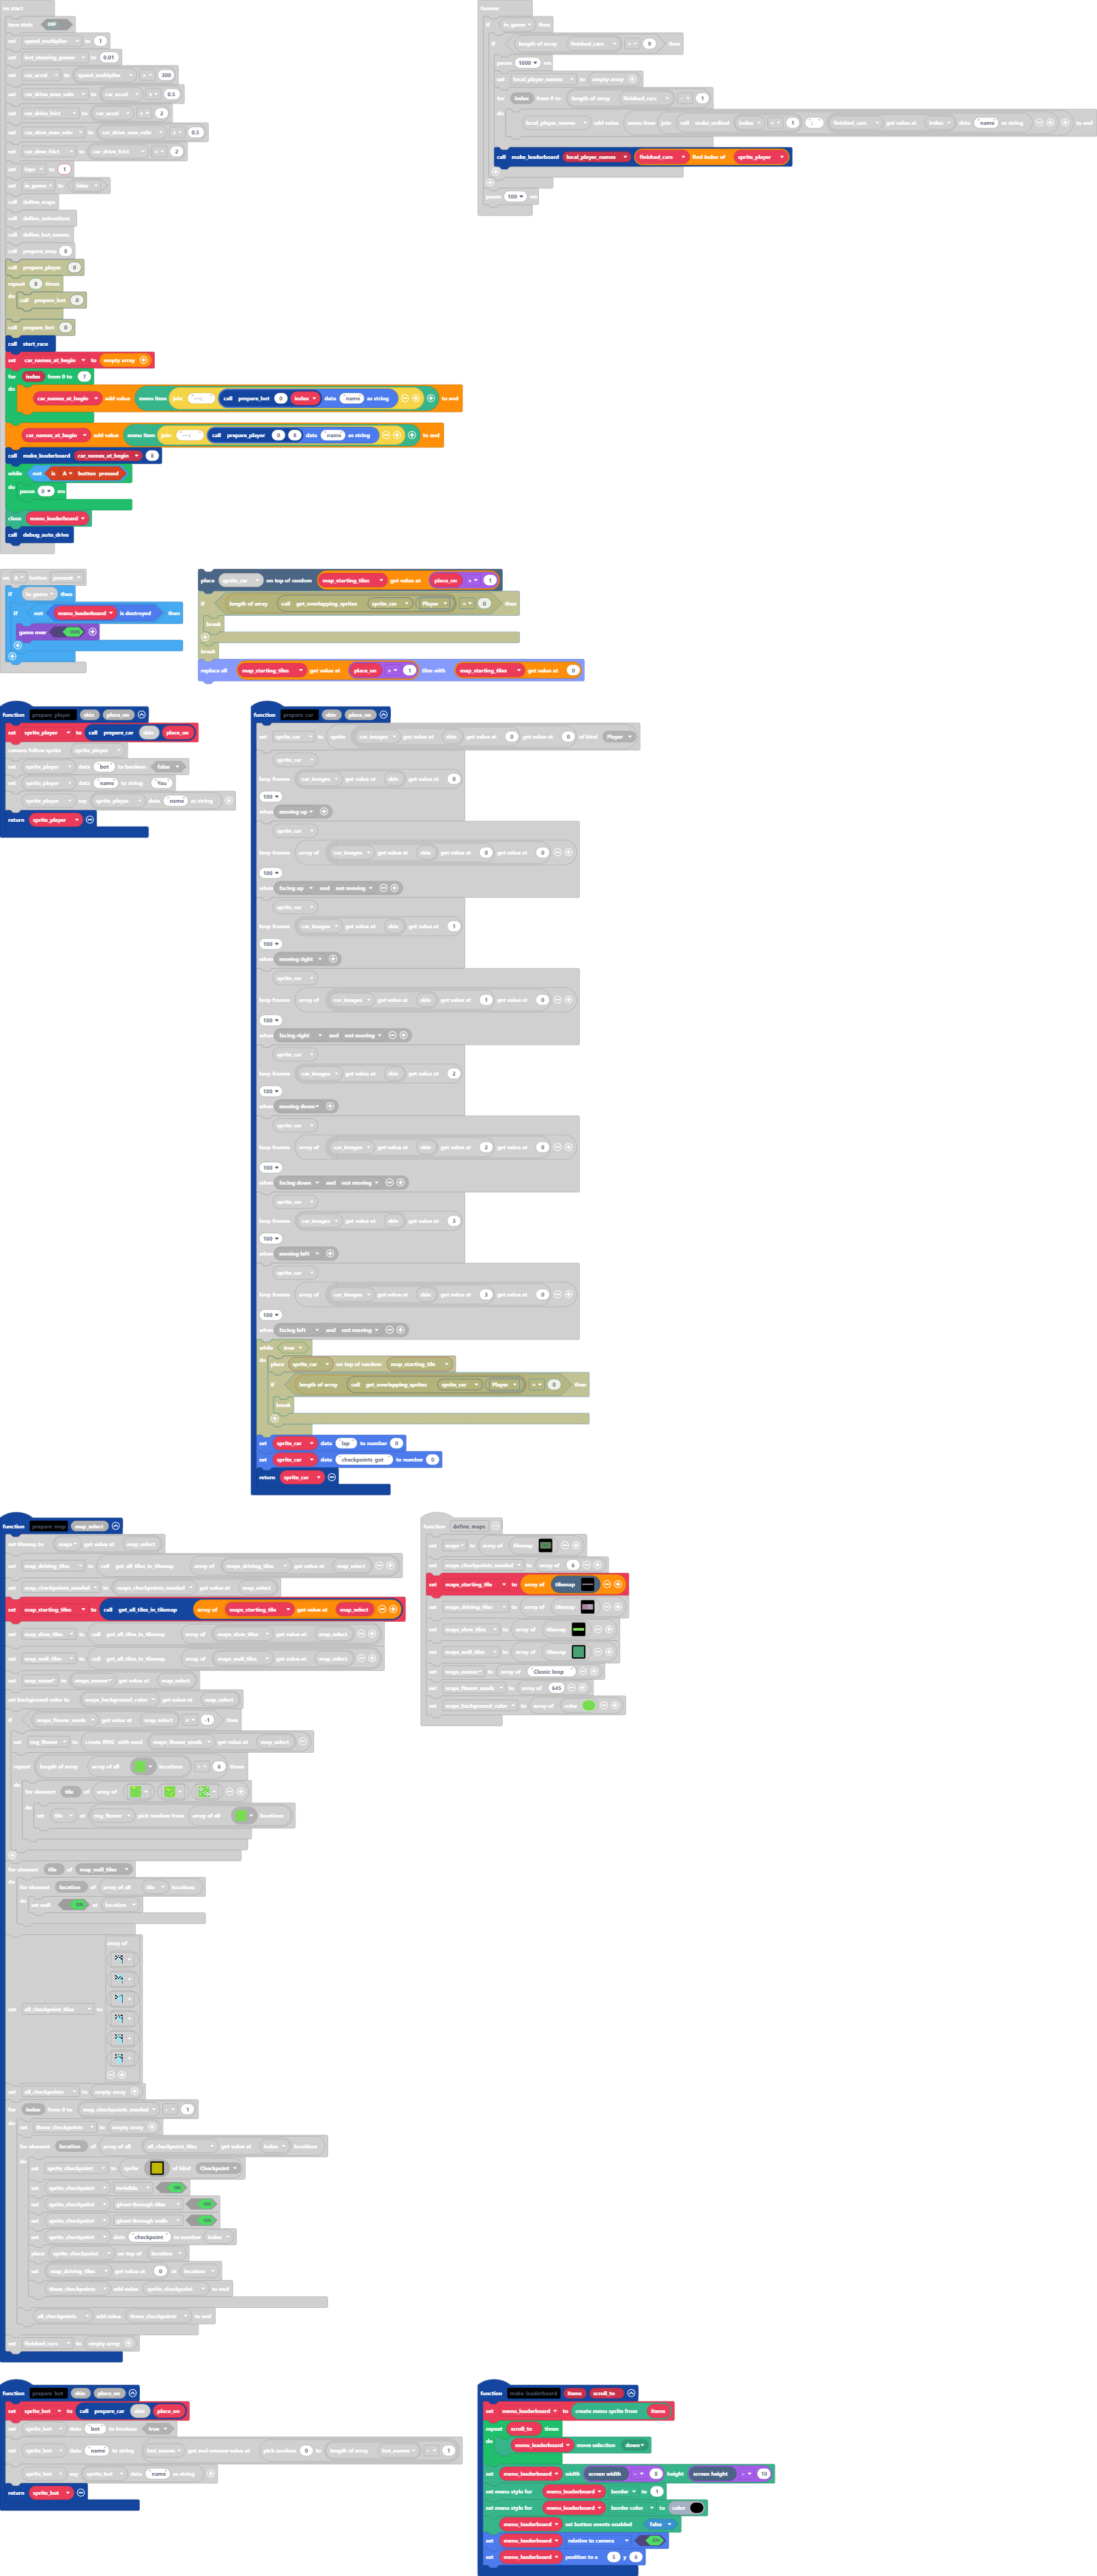 on start
turn stats OFF
set speed_multiplier to 1
set bot_steering_power to 0.01
set car_accel to speed_multiplier × 300
set car_drive_max_velo to car_accel × 0.5
set car_drive_frict to car_accel × 2
set car_slow_max_velo to car_drive_max_velo × 0.5
set car_slow_frict to car_drive_frict × 2
set laps to 1
set in_game to false
call define_maps
call define_animations
call define_bot_names
call prepare_map 0
call prepare_player 0
repeat 8 times
do call prepare_bot 0
call prepare_bot 0
call start_race
set car_names_at_begin to empty array
for index from 0 to 7
do car_names_at_begin add value menu item join call prepare_bot 0 index data name as string to end
car_names_at_begin add value menu item join call prepare_player 0 8 data name as string to end
call make_leaderboard car_names_at_begin 8
while not is A button pressed
do pause 0 ms
close menu_leaderboard
call debug_auto_drive
forever
if in_game then
if length of array finished_cars 9 then
pause 1000 ms
set local_player_names to empty array
for index from 0 to length of array finished_cars - 1
do local_player_names add value menu item join call make_ordinal index + 1 finished_cars get value at index data name as string to end
call make_leaderboard local_player_names finished_cars find index of sprite_player
pause 100 ms
on A button pressed
if in_game then
if not menu_leaderboard is destroyed then
game over WIN
place sprite_car on top of random map_starting_tiles get value at place_on + 1
if length of array call get_overlapping_sprites sprite_car Player = 0 then
break
break
replace all map_starting_tiles get value at place_on + 1 tiles with map_starting_tiles get value at 0
function prepare_player skin place_on
set sprite_player to call prepare_car skin place_on
camera follow sprite sprite_player
set sprite_player data bot to boolean false
set sprite_player data name to string You
sprite_player say sprite_player data name as string
return sprite_player
function prepare_car skin place_on
set sprite_car to sprite car_images get value at skin get value at 0 get value at 0 of kind Player
sprite_car
loop frames car_images get value at skin get value at 0
100
when moving up
sprite_car
loop frames array of car_images get value at skin get value at 0 get value at 0
100
when facing up and not moving
sprite_car
loop frames car_images get value at skin get value at 1
100
when moving right
sprite_car
loop frames array of car_images get value at skin get value at 1 get value at 0
100
when facing right and not moving
sprite_car
loop frames car_images get value at skin get value at 2
100
when moving down
sprite_car
loop frames array of car_images get value at skin get value at 2 get value at 0
100
when facing down and not moving
sprite_car
loop frames car_images get value at skin get value at 3
100
when moving left
sprite_car
loop frames array of car_images get value at skin get value at 3 get value at 0
100
when facing left and not moving
while true
do place sprite_car on top of random map_starting_tile
if length of array call get_overlapping_sprites sprite_car Player = 0 then
break
set sprite_car data lap to number 0
set sprite_car data checkpoints_got to number 0
return sprite_car
function prepare_map map_select
set tilemap to maps get value at map_select
set map_driving_tiles to call get_all_tiles_in_tilemap array of maps_driving_tiles get value at map_select
set map_checkpoints_needed to maps_checkpoints_needed get value at map_select
set map_starting_tiles to call get_all_tiles_in_tilemap array of maps_starting_tile get value at map_select
set map_slow_tiles to call get_all_tiles_in_tilemap array of maps_slow_tiles get value at map_select
set map_wall_tiles to call get_all_tiles_in_tilemap array of maps_wall_tiles get value at map_select
set map_name to maps_names get value at map_select
set background color to maps_background_color get value at map_select
if maps_flower_seeds get value at map_select ≠ -1 then
set rng_flower to create RNG with seed maps_flower_seeds get value at map_select
repeat length of array array of all locations ÷ 6 times
do for element tile of array of
do set tile at rng_flower pick random from array of all locations
for element tile of map_wall_tiles
do for element location of array of all tile locations
do set wall ON at location
array of
set all_checkpoint_tiles to
set all_checkpoints to empty array
for index from 0 to map_checkpoints_needed - 1
do set these_checkpoints to empty array
for element location of array of all all_checkpoint_tiles get value at index locations
do set sprite_checkpoint to sprite of kind Checkpoint
set sprite_checkpoint invisible ON
set sprite_checkpoint ghost through tiles ON
set sprite_checkpoint ghost through walls ON
set sprite_checkpoint data checkpoint to number index
place sprite_checkpoint on top of location
set map_driving_tiles get value at 0 at location
these_checkpoints add value sprite_checkpoint to end
all_checkpoints add value these_checkpoints to end
set finished_cars to empty array
function define_maps
set maps to array of tilemap
set maps_checkpoints_needed to array of 6
set maps_starting_tile to array of tilemap
set maps_driving_tiles to array of tilemap
set maps_slow_tiles to array of tilemap
set maps_wall_tiles to array of tilemap
set maps_names to array of Classic loop
set maps_flower_seeds to array of 645
set maps_background_color to array of color
function prepare_bot skin place_on
set sprite_bot to call prepare_car skin place_on
set sprite_bot data bot to boolean true
set sprite_bot data name to string bot_names get and remove value at pick random 0 to length of array bot_names - 1
sprite_bot say sprite_bot data name as string
return sprite_bot
function make_leaderboard items scroll_to
set menu_leaderboard to create menu sprite from items
repeat scroll_to times
do menu_leaderboard move selection down
set menu_leaderboard width screen width - 8 height screen height - 10
set menu style for menu_leaderboard border to 1
set menu style for menu_leaderboard border color to color
menu_leaderboard set button events enabled false
set menu_leaderboard relative to camera ON
set menu_leaderboard position to x 5 y 6